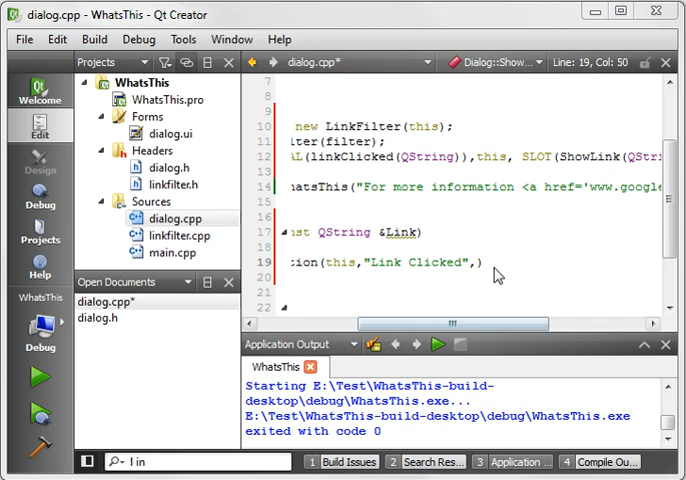 dialog.cpp - WhatsThis - Qt Creator
File Edit Build Debug Tools Window Help
Projects dialog.cpp* Dialog::Show... Line: 19, Col: 50
Welcome
Edit
Design
Debug
Projects
Help
WhatsThis
Debug
WhatsThis
WhatsThis.pro
Forms
dialog.ui
Headers
dialog.h
linkfilter.h
Sources
dialog.cpp
linkfilter.cpp
main.cpp
Open Documents
dialog.cpp*
dialog.h
7
8
9
10 new LinkFilter(this);
11 lter(filter);
12 AL(linkClicked(QString)),this, SLOT(ShowLink(QStri
13
14 hatsThis("For more information <a href='www.google
15
16
17 nst QString &Link)
18
19 tion(this,"Link Clicked",)
20
21
22
Application Output
WhatsThis
Starting E:\Test\WhatsThis-build-
desktop\debug\WhatsThis.exe...
E:\Test\WhatsThis-build-desktop\debug\WhatsThis.exe
exited with code 0
l in 1 Build Issues 2 Search Res... 3 Application ... 4 Compile Ou...